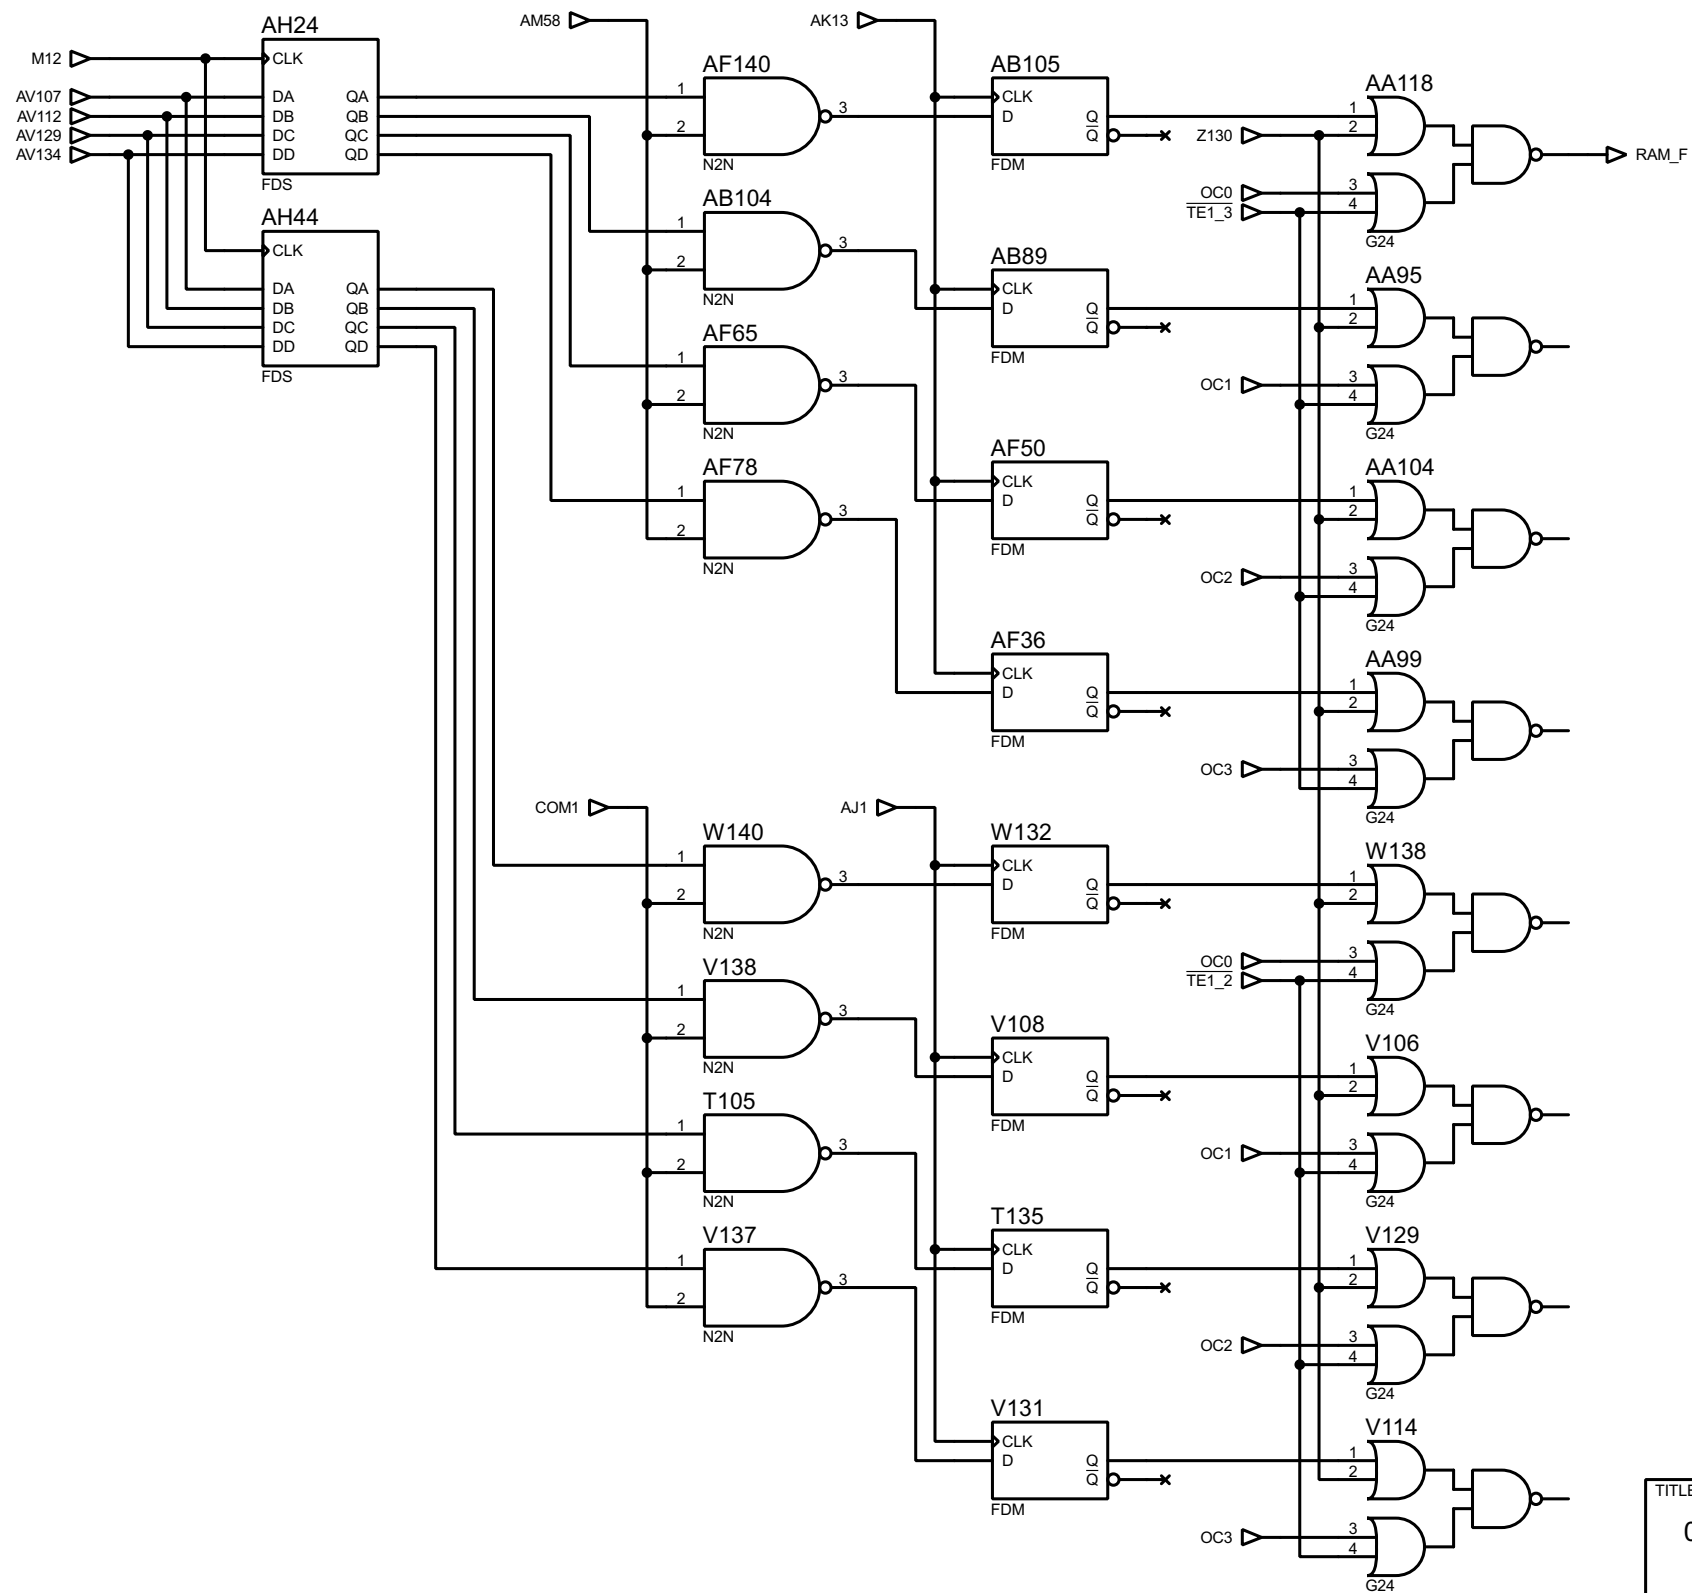 M12
AV107
AV112
AV129
AV134
AH24
CLK
DA QA
DB QB
DC QC
DD QD
FDS
AH44
CLK
DA QA
DB QB
DC QC
DD QD
FDS
AM58
AF140
1
2
3
N2N
AB104
1
2
3
N2N
AF65
1
2
3
N2N
AF78
1
2
3
N2N
COM1
W140
1
2
3
N2N
V138
1
2
3
N2N
T105
1
2
3
N2N
V137
1
2
3
N2N
AK13
AB105
CLK
D Q
Q
FDM
AB89
CLK
D Q
Q
FDM
AF50
CLK
D Q
Q
FDM
AF36
CLK
D Q
Q
FDM
AJ1
W132
CLK
D Q
Q
FDM
V108
CLK
D Q
Q
FDM
T135
CLK
D Q
Q
FDM
V131
CLK
D Q
Q
FDM
AA118
1
Z130 2
OC0 3
TE1_3 4
G24
RAM_F
AA95
1
2
OC1 3
4
G24
AA104
1
2
OC2 3
4
G24
AA99
1
2
OC3 3
4
G24
W138
1
2
OC0 3
TE1_2 4
G24
V106
1
2
OC1 3
4
G24
V129
1
2
OC2 3
4
G24
V114
1
2
OC3 3
4
G24